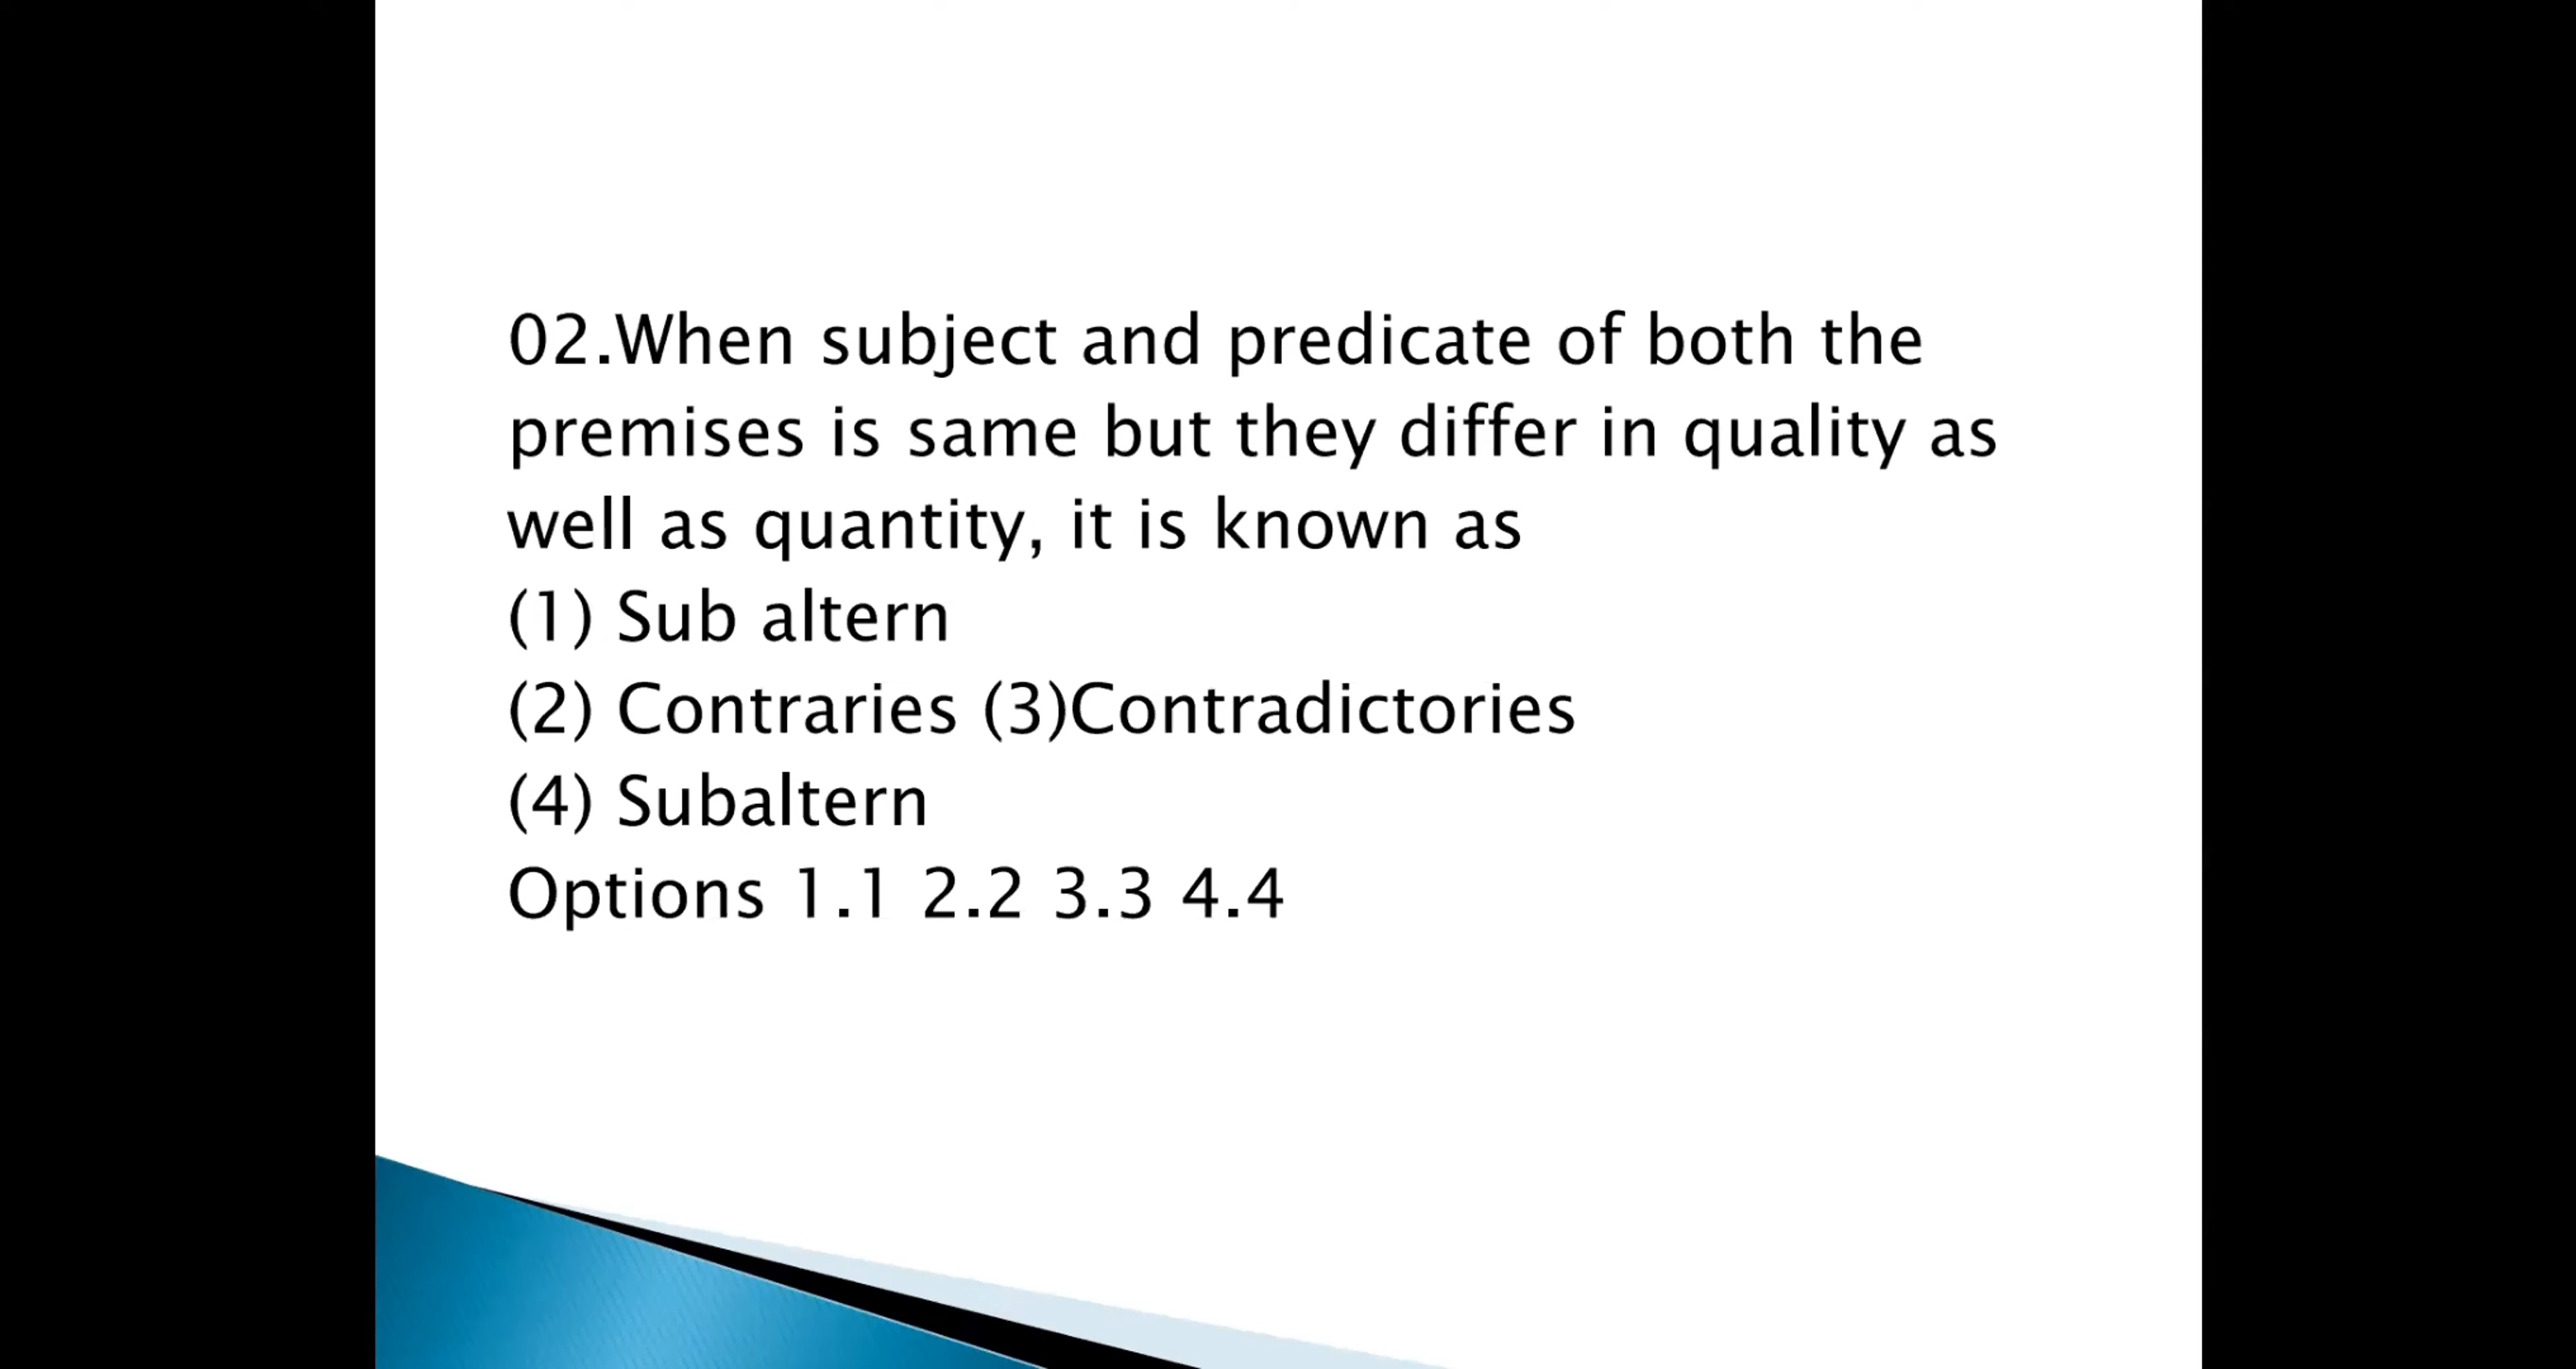 02.When subject and predicate of both the
premises is same but they differ in quality as
well as quantity, it is known as
(1) Sub altern
(2) Contraries (3)Contradictories
(4) Subaltern
Options 1.1 2.2 3.3 4.4